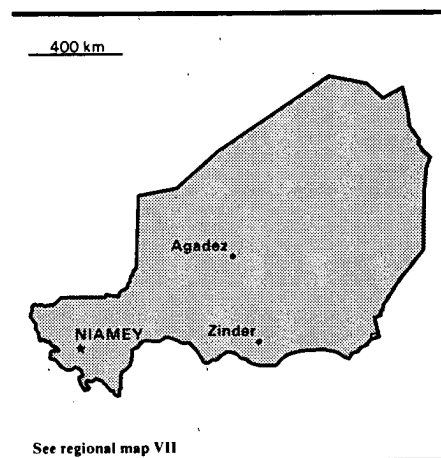 400 km
Agadez
NIAMEY
Zinder
See regional map VII